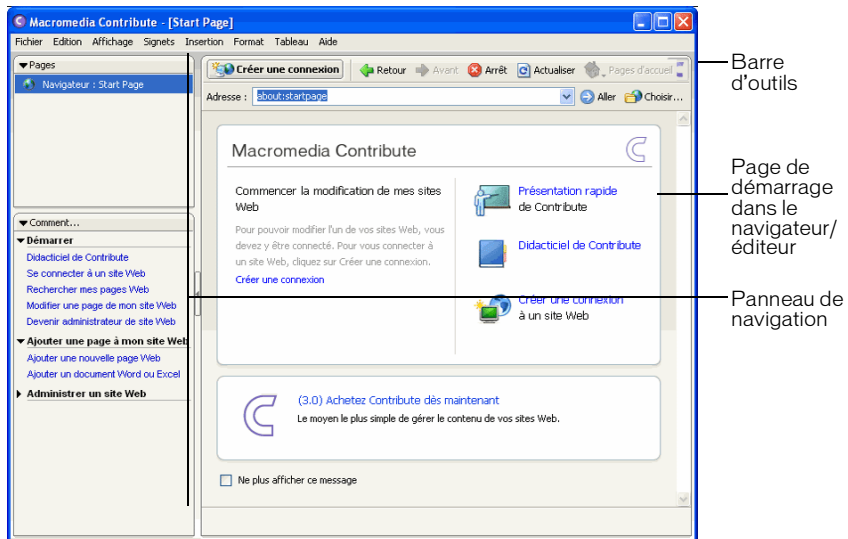 Macromedia Contribute - [Start Page]
Fichier Edition Affichage Signets Insertion Format Tableau Aide
Pages
Navigateur : Start Page
Créer une connexion Retour Avant Arrêt Actualiser Pages d'accueil
Adresse : about:startpage Aller Choisir...
Macromedia Contribute
Commencer la modification de mes sites
Web
Pour pouvoir modifier l'un de vos sites Web, vous
devez y être connecté. Pour vous connecter à
un site Web, cliquez sur Créer une connexion.
Créer une connexion
Présentation rapide
de Contribute
Didacticiel de Contribute
Créer une connexion
à un site Web
Comment...
Démarrer
Didacticiel de Contribute
Se connecter à un site Web
Rechercher mes pages Web
Modifier une page de mon site Web
Devenir administrateur de site Web
Ajouter une page à mon site Web
Ajouter une nouvelle page Web
Ajouter un document Word ou Excel
Administrer un site Web
(3.0) Achetez Contribute dès maintenant
Le moyen le plus simple de gérer le contenu de vos sites Web.
Ne plus afficher ce message
Barre
d'outils
Page de
démarrage
dans le
navigateur/
éditeur
Panneau de
navigation